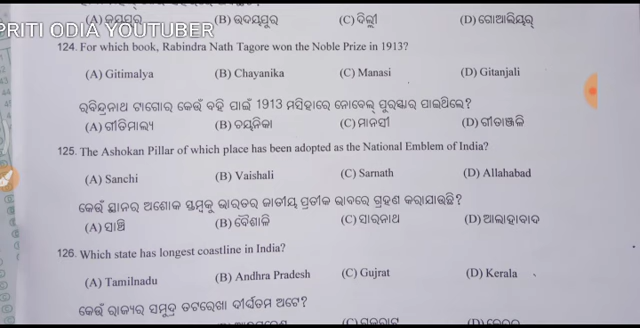 (A) ଜୟପୁର (B) ଉଦୟପୁର (C) ଦିଲ୍ଲୀ (D) ଗୋଆଲିୟର୍
PRITI ODIA YOUTUBER
124. For which book, Rabindra Nath Tagore won the Noble Prize in 1913?
(A) Gitimalya (B) Chayanika (C) Manasi (D) Gitanjali
ରବିନ୍ଦ୍ରନାଥ ଟାଗୋର କେଉଁ ବହି ପାଇଁ 1913 ମସିହାରେ ନୋବେଲ୍ ପୁରସ୍କାର ପାଇଥିଲେ?
(A) ଗୀତିମାଲ୍ୟ (B) ଚୟନିକା (C) ମାନସୀ (D) ଗୀତାଞ୍ଜଳି
125. The Ashokan Pillar of which place has been adopted as the National Emblem of India?
(A) Sanchi (B) Vaishali (C) Sarnath (D) Allahabad
କେଉଁ ସ୍ଥାନର ଅଶୋକ ସ୍ତମ୍ଭକୁ ଭାରତର ଜାତୀୟ ପ୍ରତୀକ ଭାବରେ ଗ୍ରହଣ କରାଯାଇଛି?
(A) ସାଞ୍ଚି (B) ବୈଶାଳି (C) ସାରନାଥ (D) ଆଲାହାବାଦ
126. Which state has longest coastline in India?
(A) Tamilnadu (B) Andhra Pradesh (C) Gujrat (D) Kerala
କେଉଁ ରାଜ୍ୟର ସମୁଦ୍ର ତଟରେଖା ଦୀର୍ଘତମ ଅଟେ?